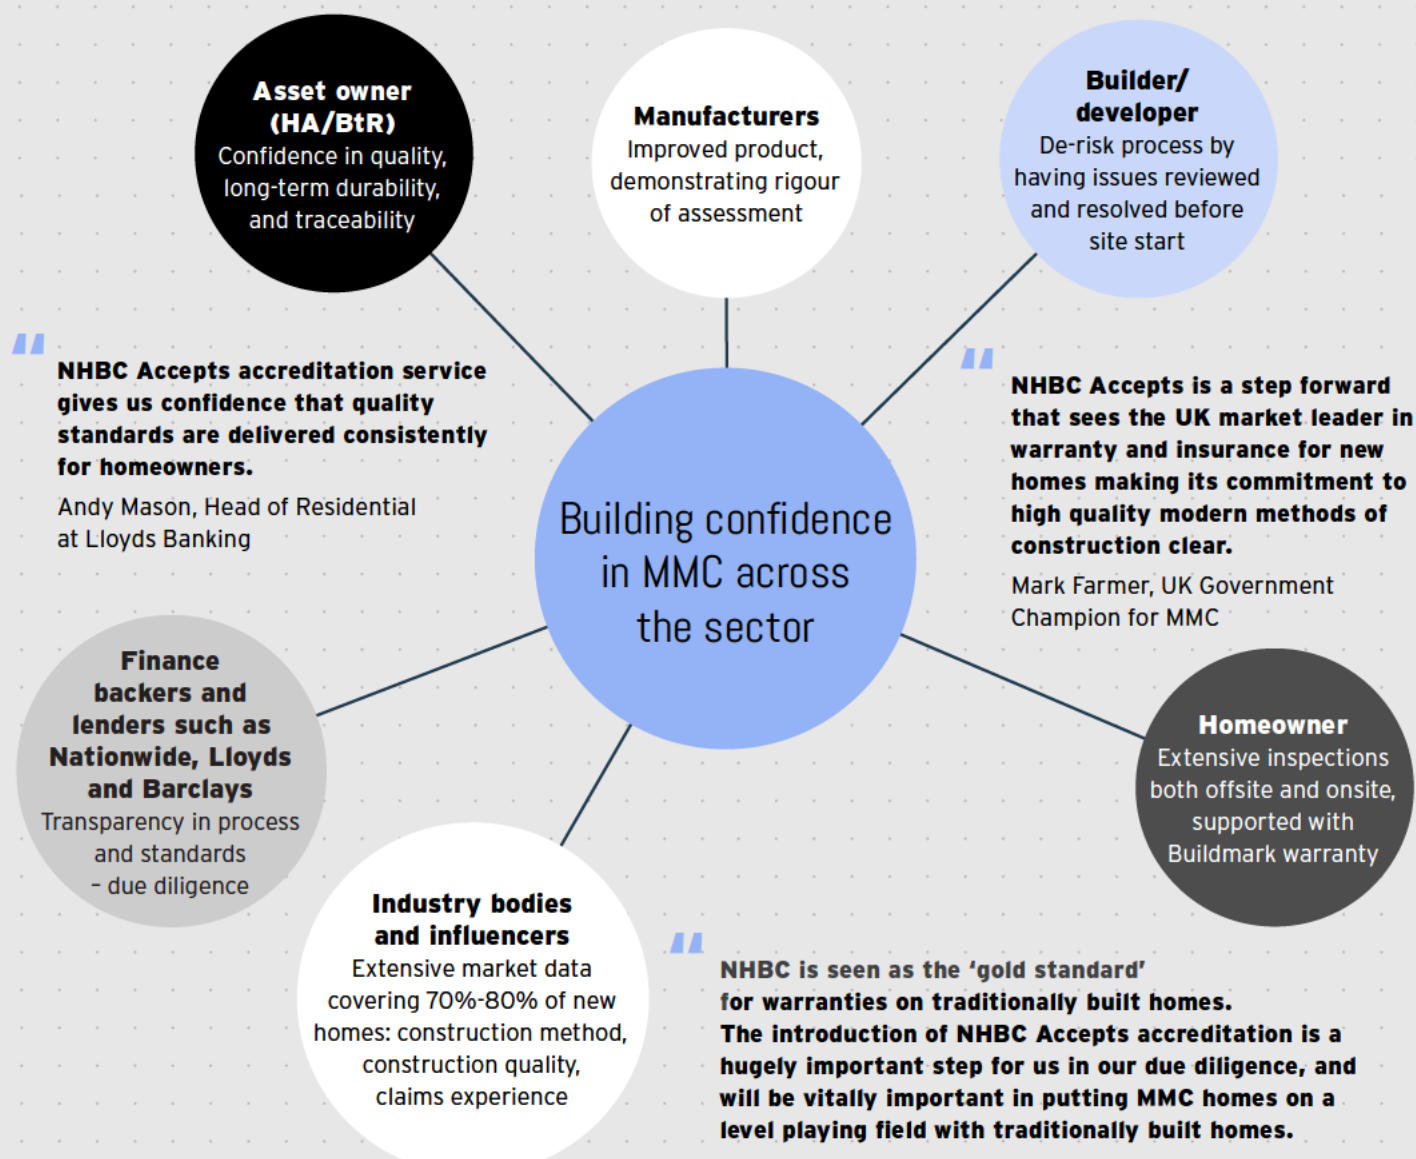 Asset owner
(HA/BtR)
Confidence in quality,
long-term durability,
and traceability
Manufacturers
Improved product,
demonstrating rigour
of assessment
Builder/
developer
De-risk process by
having issues reviewed
and resolved before
site start
“
NHBC Accepts accreditation service
gives us confidence that quality
standards are delivered consistently
for homeowners.
Andy Mason, Head of Residential
at Lloyds Banking
Building confidence
in MMC across
the sector
“
NHBC Accepts is a step forward
that sees the UK market leader in
warranty and insurance for new
homes making its commitment to
high quality modern methods of
construction clear.
Mark Farmer, UK Government
Champion for MMC
Finance
backers and
lenders such as
Nationwide, Lloyds
and Barclays
Transparency in process
and standards
– due diligence
Homeowner
Extensive inspections
both offsite and onsite,
supported with
Buildmark warranty
Industry bodies
and influencers
Extensive market data
covering 70%-80% of new
homes: construction method,
construction quality,
claims experience
“
NHBC is seen as the ‘gold standard’
for warranties on traditionally built homes.
The introduction of NHBC Accepts accreditation is a
hugely important step for us in our due diligence, and
will be vitally important in putting MMC homes on a
level playing field with traditionally built homes.